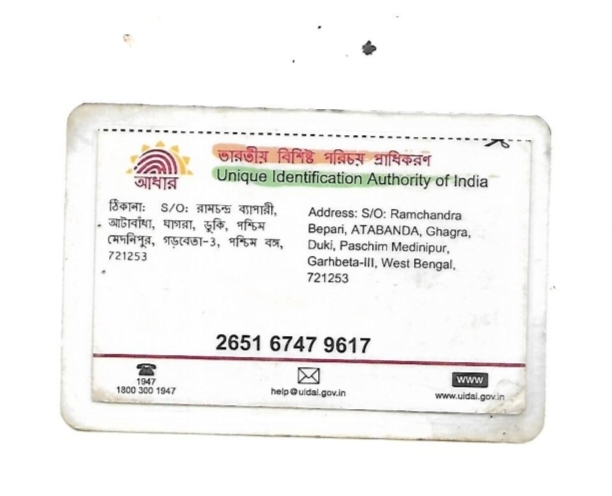 ভারতীয় বিশিষ্ট পরিচয় প্রাধিকরণ
Unique Identification Authority of India
আধার
ঠিকানা: S/O: রামচন্দ্র ব্যাপারী,
আটাবাঁধা, ঘাগরা, ডুকি, পশ্চিম
মেদনিপুর, গড়বেতা-3, পশ্চিম বঙ্গ,
721253
Address: S/O: Ramchandra
Bepari, ATABANDA, Ghagra,
Duki, Paschim Medinipur,
Garhbeta-III, West Bengal,
721253
2651 6747 9617
1947
1800 300 1947
help@uidai.gov.in
www
www.uidai.gov.in